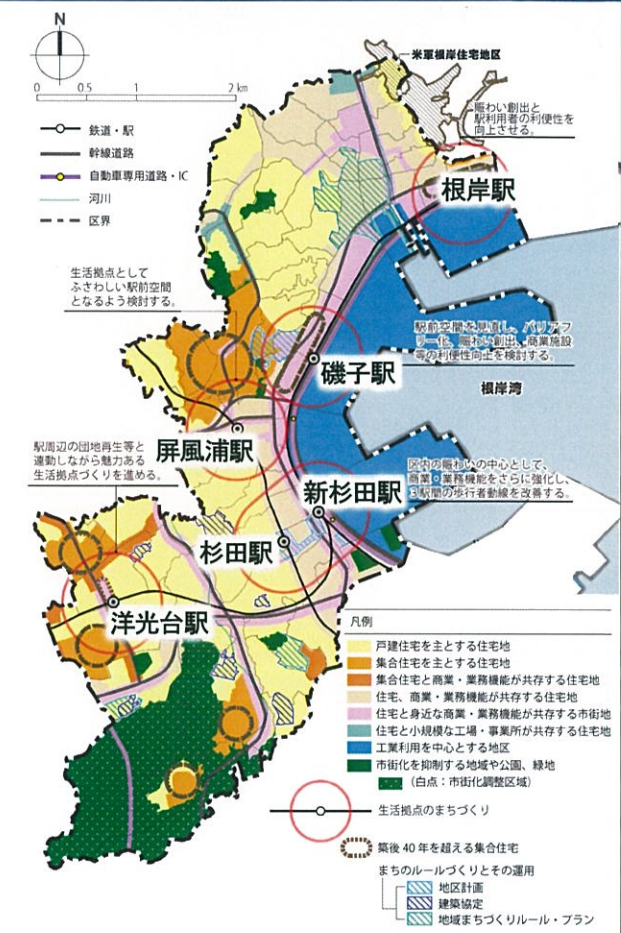 N
0 0.5 1 2 km
鉄道・駅
幹線道路
自動車専用道路・IC
河川
区界
米軍根岸住宅地区
賑わい創出と
駅利用者の利便性を
向上させる。
根岸駅
生活拠点として
ふさわしい駅前空間
となるよう検討する。
駅前空間を見直し、バリアフ
リー化、賑わい創出、商業施設
等の利便性向上を検討する。
磯子駅
根岸湾
屏風浦駅
駅周辺の団地再生等と
連動しながら魅力ある
生活拠点づくりを進める。
区内の賑わいの中心として、
商業・業務機能をさらに強化し、
3駅間の歩行者動線を改善する。
新杉田駅
杉田駅
洋光台駅
凡例
戸建住宅を主とする住宅地
集合住宅を主とする住宅地
集合住宅と商業・業務機能が共存する住宅地
住宅、商業・業務機能が共存する住宅地
住宅と身近な商業・業務機能が共存する市街地
住宅と小規模な工場・事業所が共存する住宅地
工業利用を中心とする地区
市街化を抑制する地域や公園、緑地
(白点：市街化調整区域)
生活拠点のまちづくり
築後40年を超える集合住宅
まちのルールづくりとその運用
地区計画
建築協定
地域まちづくりルール・プラン